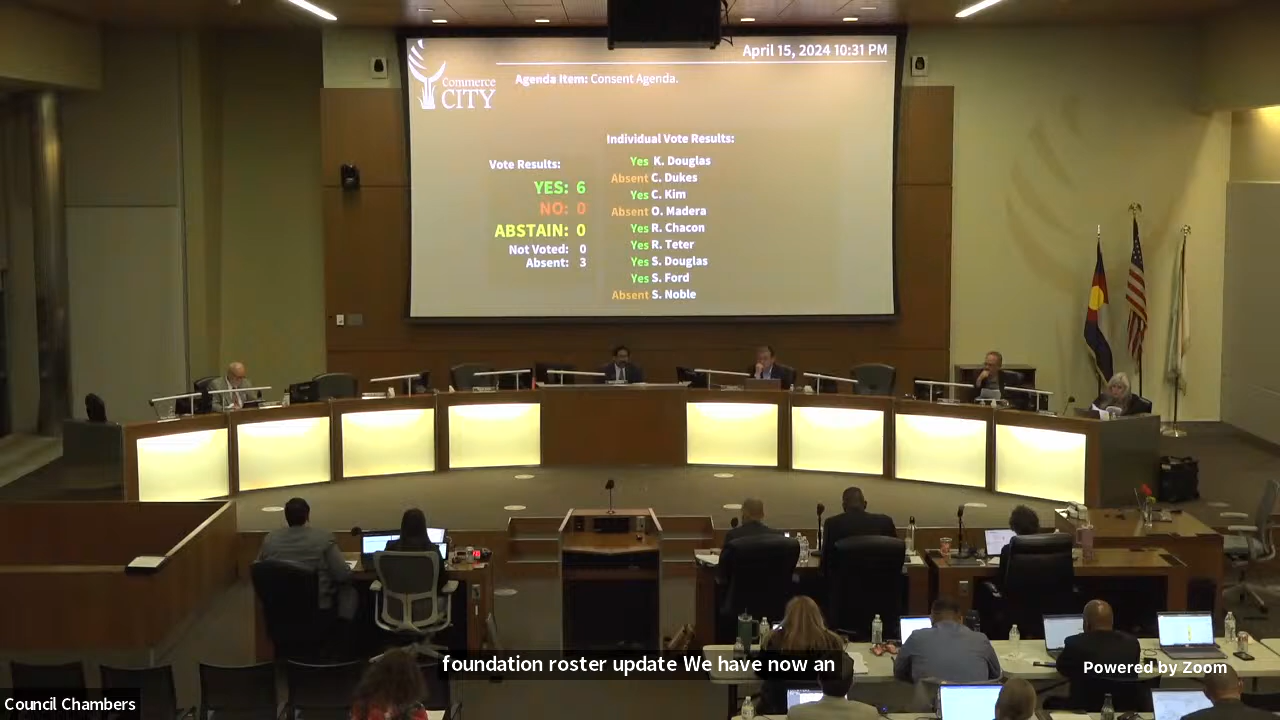 April 15, 2024 10:31 PM
Commerce
CITY
Agenda Item: Consent Agenda.
Individual Vote Results:
Vote Results:
YES: 6
NO: 0
ABSTAIN: 0
Not Voted: 0
Absent: 3
Yes K. Douglas
Absent C. Dukes
Yes C. Kim
Absent O. Madera
Yes R. Chacon
Yes R. Teter
Yes S. Douglas
Yes S. Ford
Absent S. Noble
foundation roster update We have now an
Powered by Zoom
Council Chambers